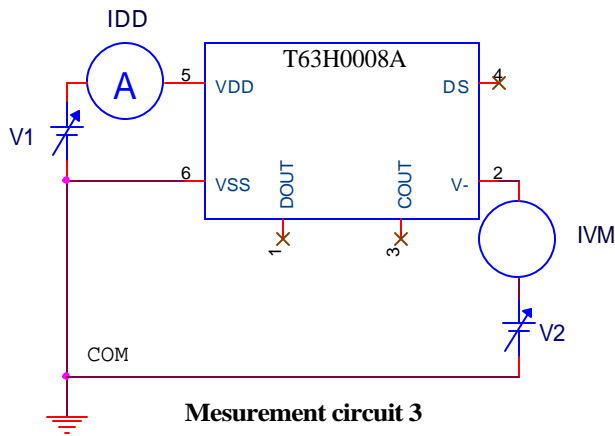 IDD
T63H0008A
A
5
VDD
DS
4
V1
6
VSS
DOUT
COUT
V-
2
1
3
IVM
V2
COM
Mesurement circuit 3